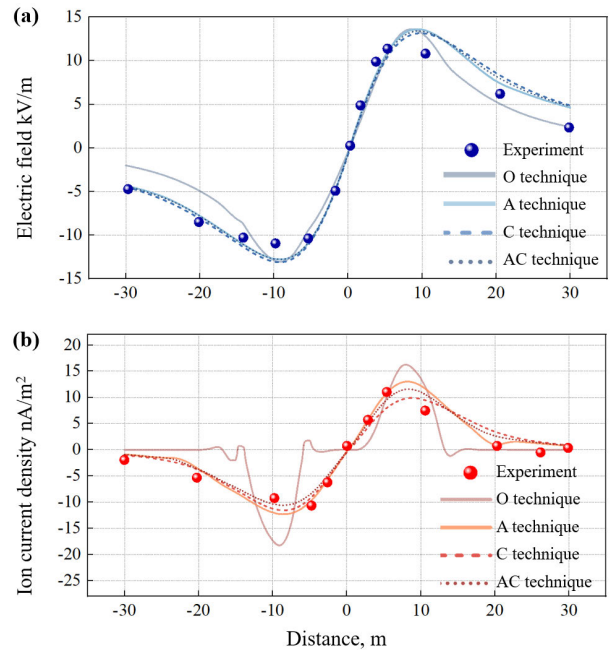 (a)
15
10
5
0
-5
-10
-15
Electric field kV/m
Experiment
O technique
A technique
C technique
AC technique
-30 -20 -10 0 10 20 30
(b)
20
15
10
5
0
-5
-10
-15
-20
-25
Ion current density nA/m²
Experiment
O technique
A technique
C technique
AC technique
-30 -20 -10 0 10 20 30
Distance, m